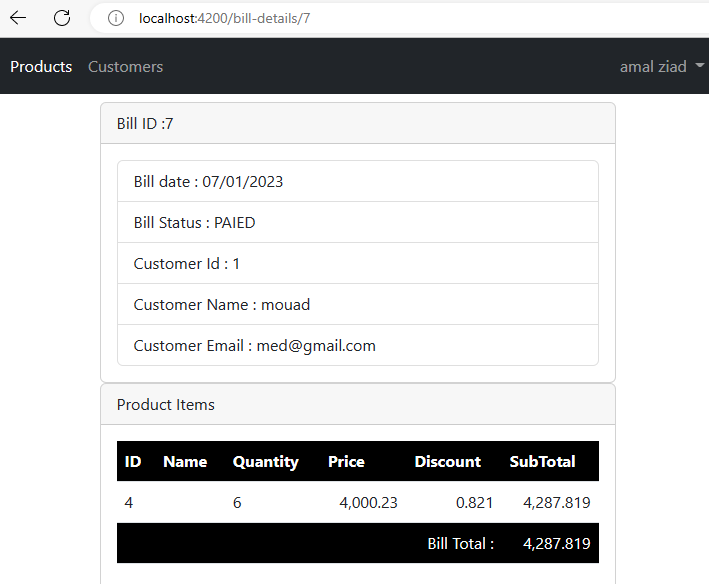 localhost:4200/bill-details/7
Products Customers amal ziad
Bill ID :7
Bill date : 07/01/2023
Bill Status : PAIED
Customer Id : 1
Customer Name : mouad
Customer Email : med@gmail.com
Product Items
ID Name Quantity Price Discount SubTotal
4 6 4,000.23 0.821 4,287.819
Bill Total : 4,287.819